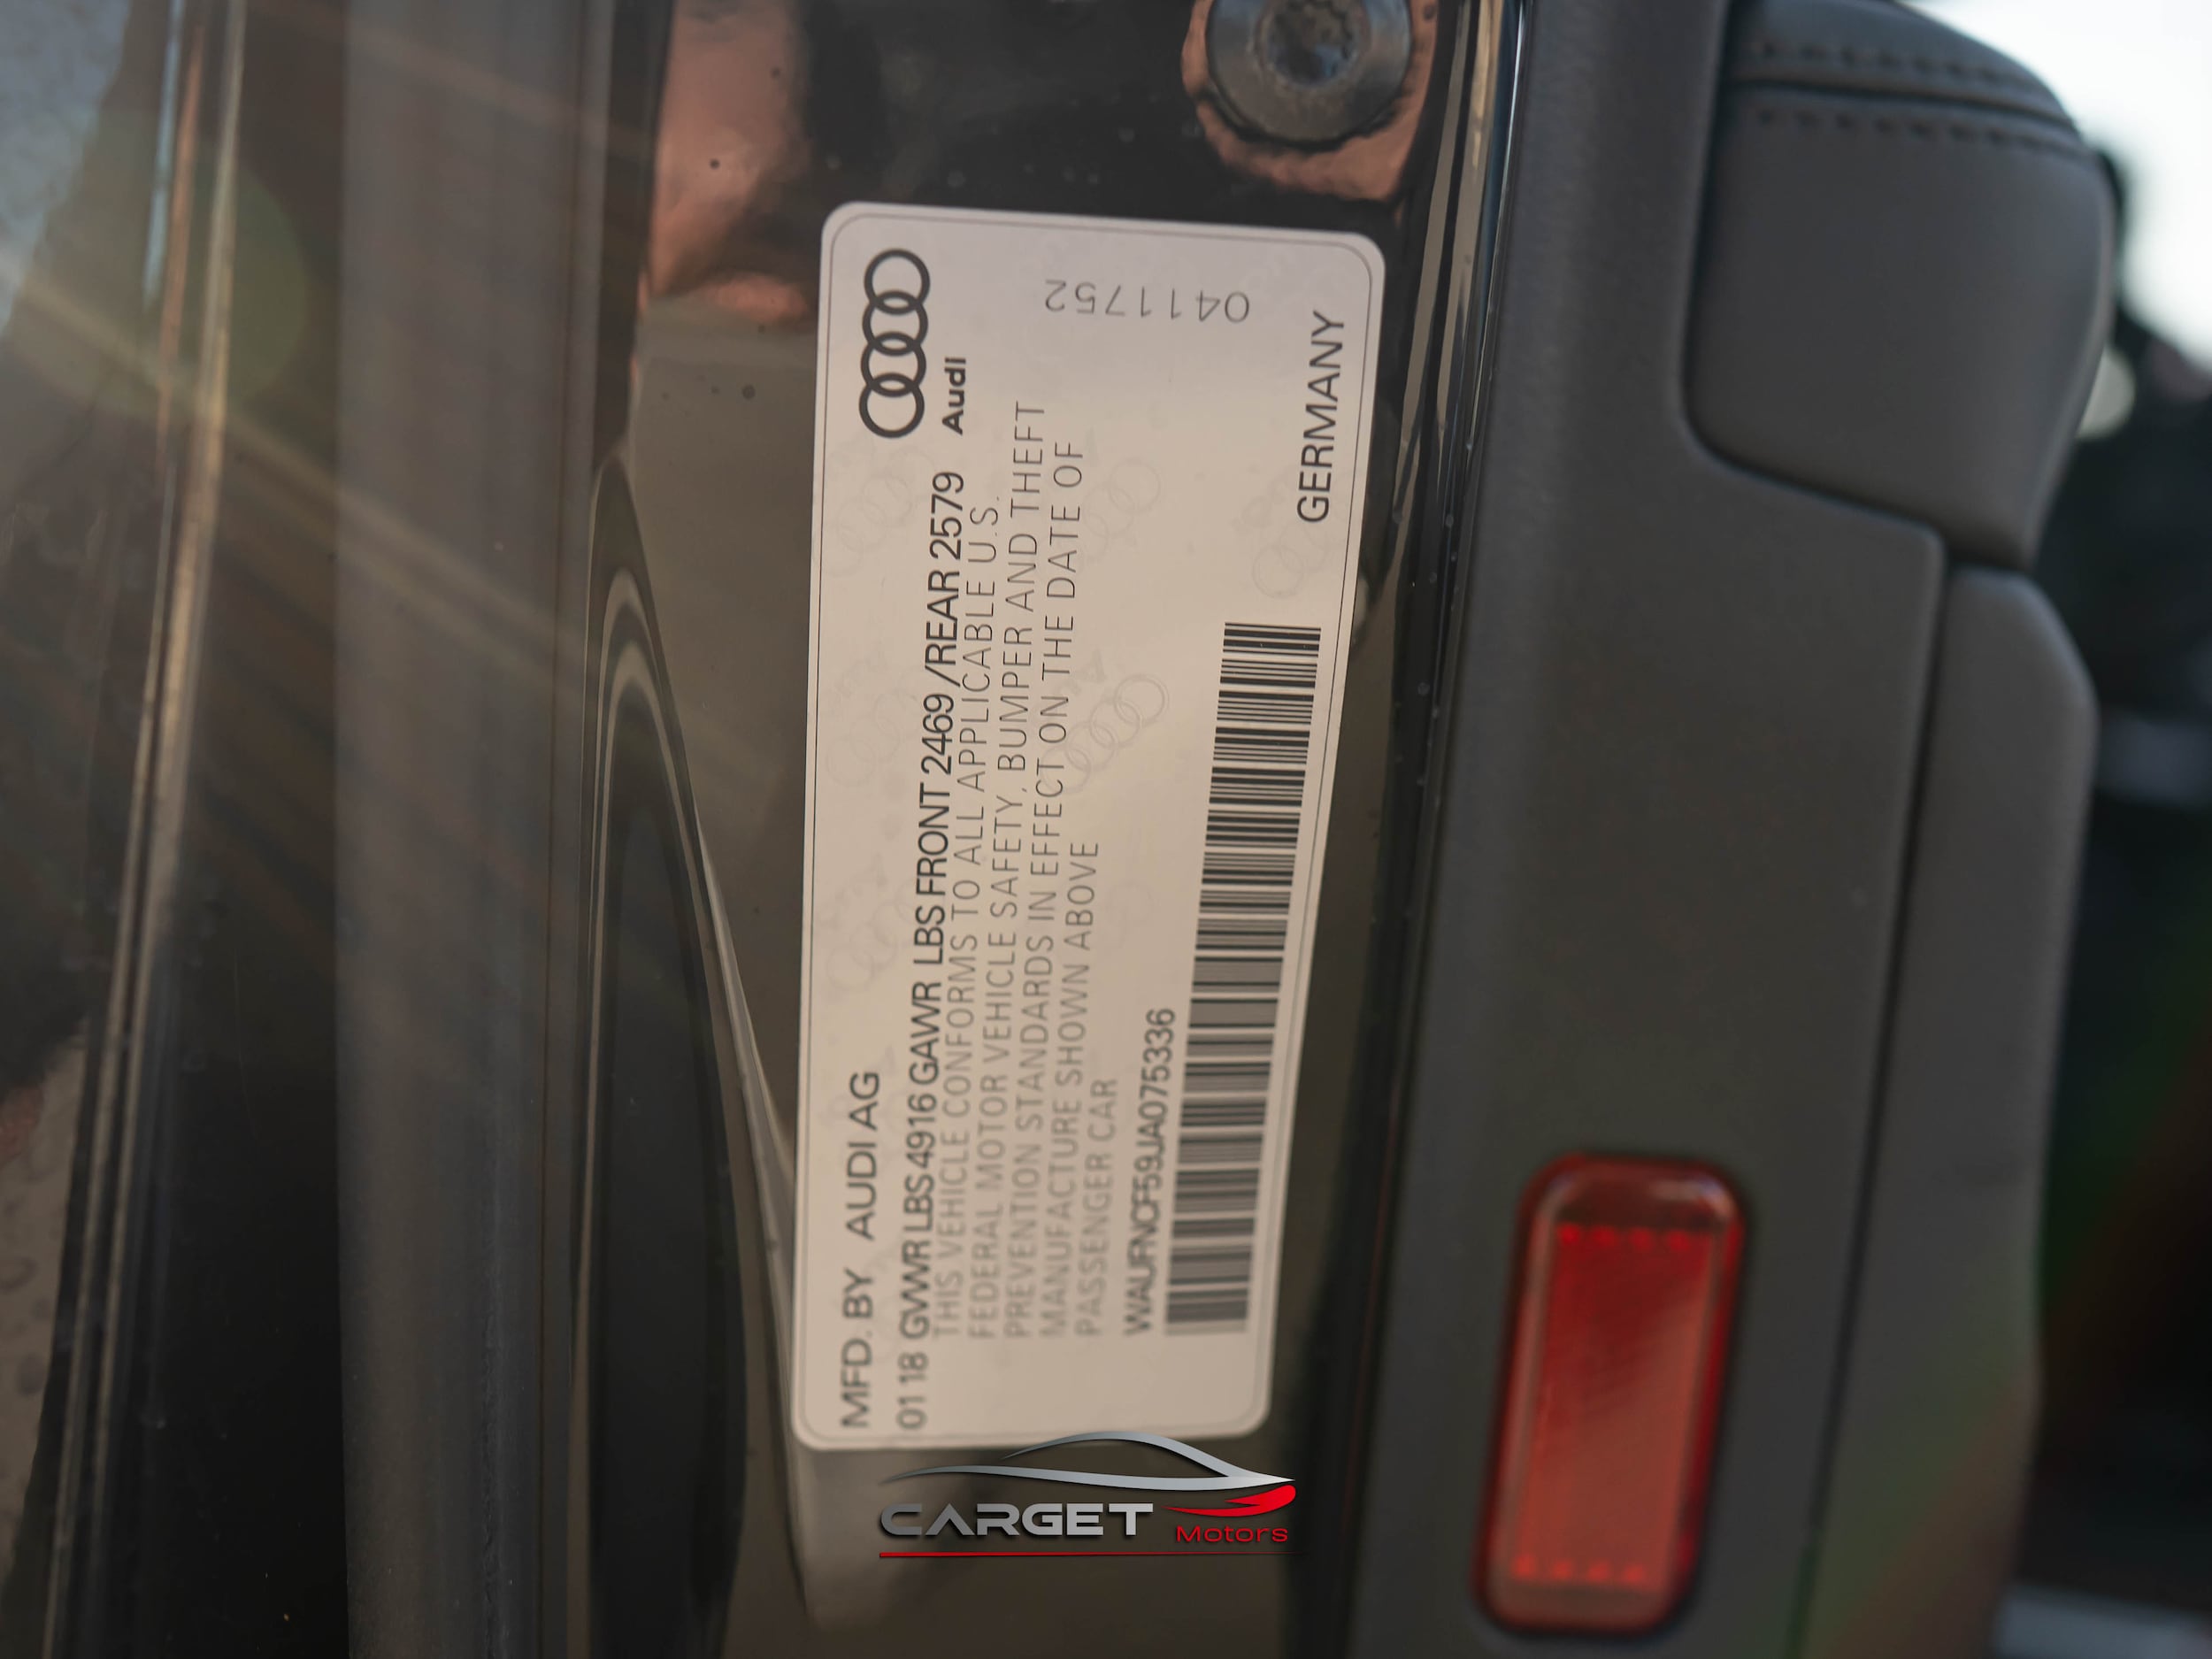 Audi
MFD. BY AUDI AG
01 18 GVWR LBS 4916 GAWR LBS FRONT 2469 /REAR 2579
THIS VEHICLE CONFORMS TO ALL APPLICABLE U.S.
FEDERAL MOTOR VEHICLE SAFETY, BUMPER AND THEFT
PREVENTION STANDARDS IN EFFECT ON THE DATE OF
MANUFACTURE SHOWN ABOVE
PASSENGER CAR
WAUFNCF59JA075336
GERMANY
0411752
CARGET
Motors